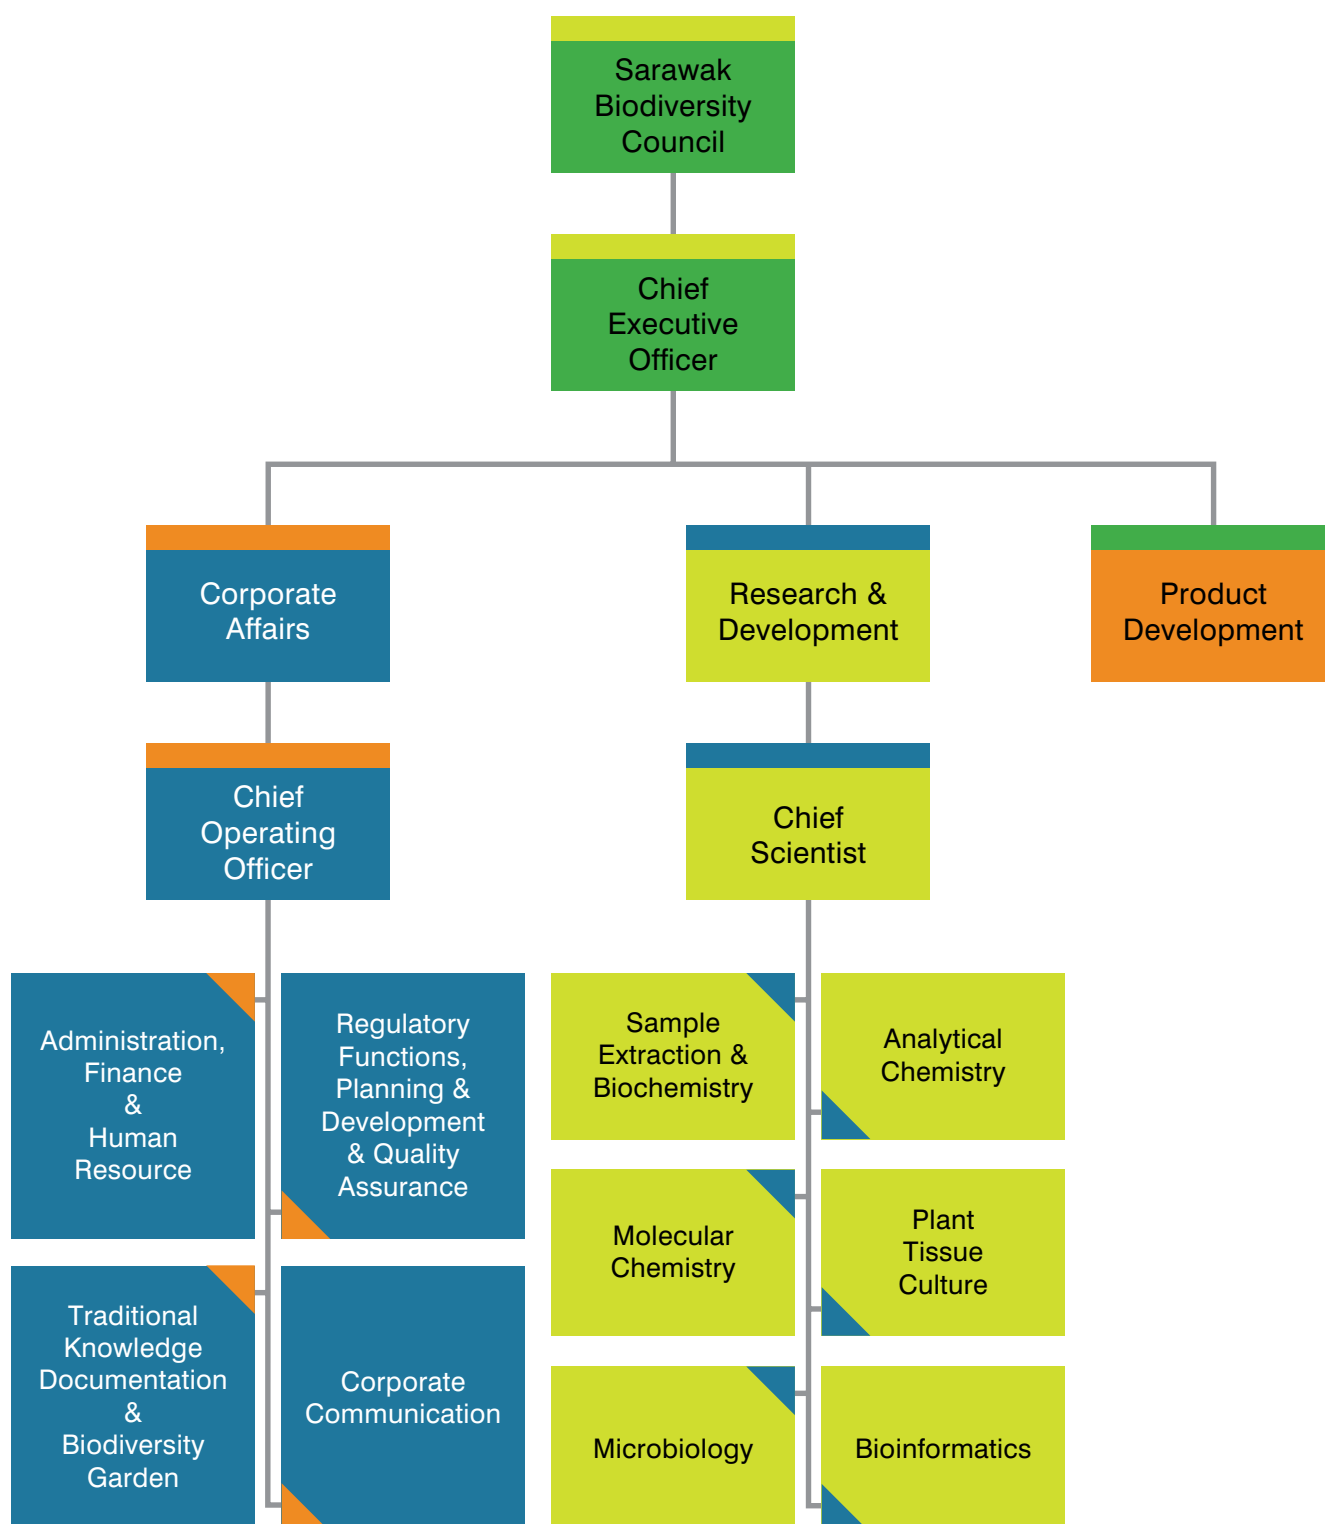 Sarawak
Biodiversity
Council
Chief
Executive
Officer
Corporate
Affairs
Research &
Development
Product
Development
Chief
Operating
Officer
Chief
Scientist
Administration,
Finance
&
Human
Resource
Regulatory
Functions,
Planning &
Development
& Quality
Assurance
Sample
Extraction &
Biochemistry
Analytical
Chemistry
Molecular
Chemistry
Plant
Tissue
Culture
Traditional
Knowledge
Documentation
&
Biodiversity
Garden
Corporate
Communication
Microbiology
Bioinformatics